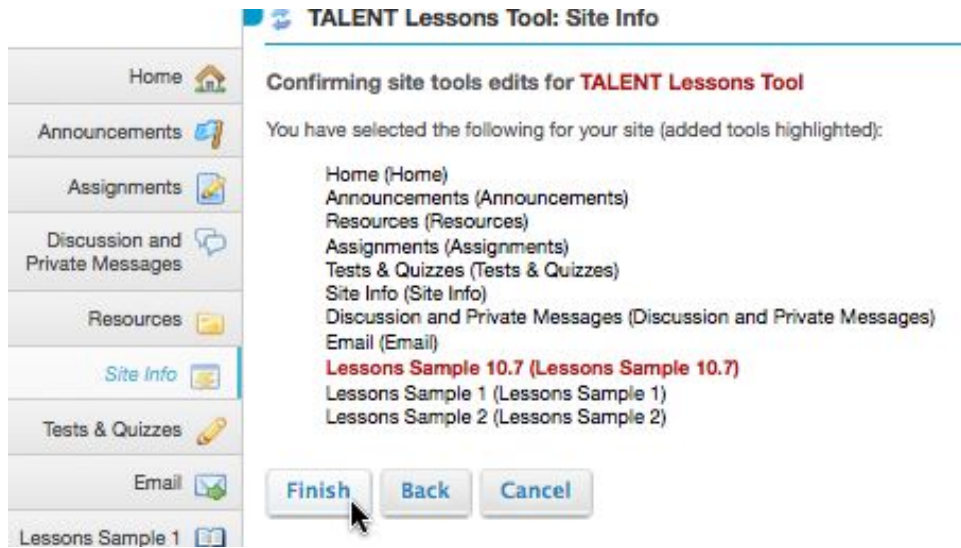 TALENT Lessons Tool: Site Info
Home
Announcements
Assignments
Discussion and
Private Messages
Resources
Site Info
Tests & Quizzes
Email
Lessons Sample 1
Confirming site tools edits for TALENT Lessons Tool
You have selected the following for your site (added tools highlighted):
Home (Home)
Announcements (Announcements)
Resources (Resources)
Assignments (Assignments)
Tests & Quizzes (Tests & Quizzes)
Site Info (Site Info)
Discussion and Private Messages (Discussion and Private Messages)
Email (Email)
Lessons Sample 10.7 (Lessons Sample 10.7)
Lessons Sample 1 (Lessons Sample 1)
Lessons Sample 2 (Lessons Sample 2)
Finish Back Cancel